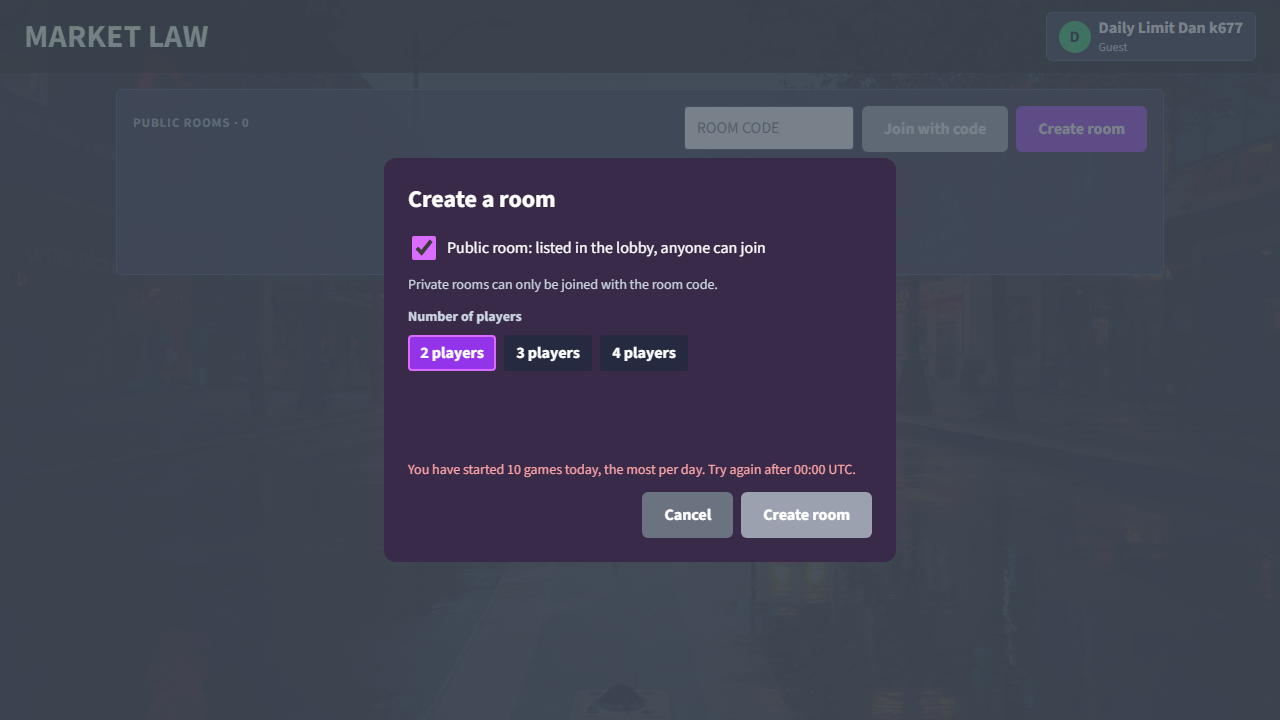 MARKET LAW
D
Daily Limit Dan k677
Guest
PUBLIC ROOMS · 0
ROOM CODE
Join with code
Create room
Create a room
Public room: listed in the lobby, anyone can join
Private rooms can only be joined with the room code.
Number of players
2 players
3 players
4 players
You have started 10 games today, the most per day. Try again after 00:00 UTC.
Cancel
Create room